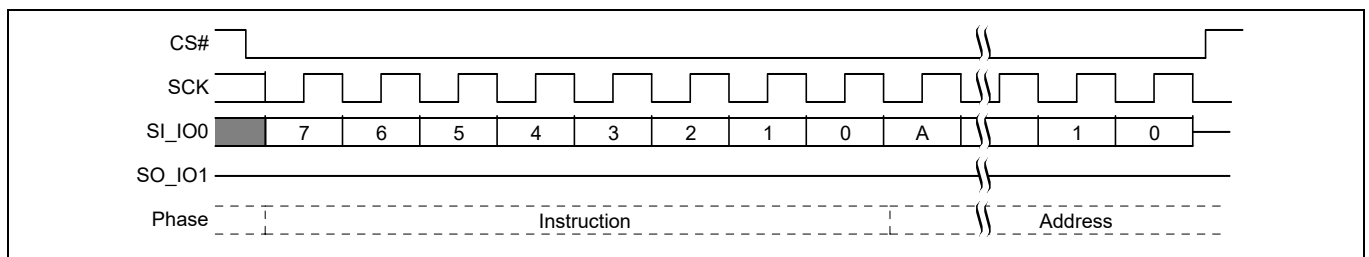 CS#
SCK
SI_IO0 7 6 5 4 3 2 1 0 A 1 0
SO_IO1
Phase Instruction Address